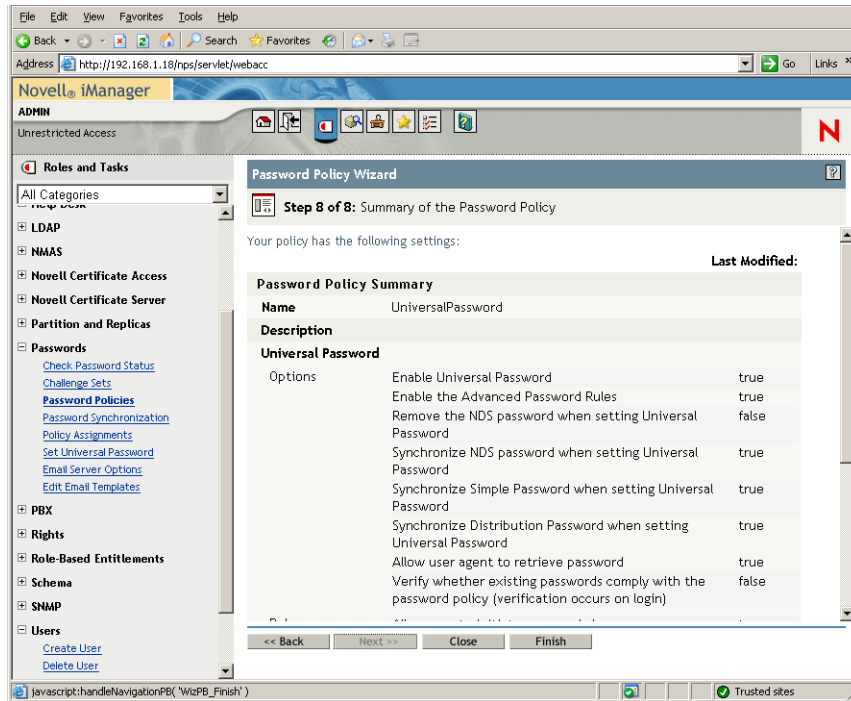 File Edit View Favorites Tools Help
Back Search Favorites
Address http://192.168.1.18/nps/servlet/webacc Go Links »
Novell® iManager
ADMIN
Unrestricted Access
N
Roles and Tasks
All Categories
Help Desk
LDAP
NMAS
Novell Certificate Access
Novell Certificate Server
Partition and Replicas
Passwords
Check Password Status
Challenge Sets
Password Policies
Password Synchronization
Policy Assignments
Set Universal Password
Email Server Options
Edit Email Templates
PBX
Rights
Role-Based Entitlements
Schema
SNMP
Users
Create User
Delete User
Password Policy Wizard ?
Step 8 of 8: Summary of the Password Policy
Your policy has the following settings:
Last Modified:
Password Policy Summary
Name UniversalPassword
Description
Universal Password
Options Enable Universal Password true
Enable the Advanced Password Rules true
Remove the NDS password when setting Universal false
Password
Synchronize NDS password when setting Universal true
Password
Synchronize Simple Password when setting Universal true
Password
Synchronize Distribution Password when setting true
Universal Password
Allow user agent to retrieve password true
Verify whether existing passwords comply with the false
password policy (verification occurs on login)
<< Back Next >> Close Finish
javascript:handleNavigationPB( 'WizPB_Finish' ) Trusted sites